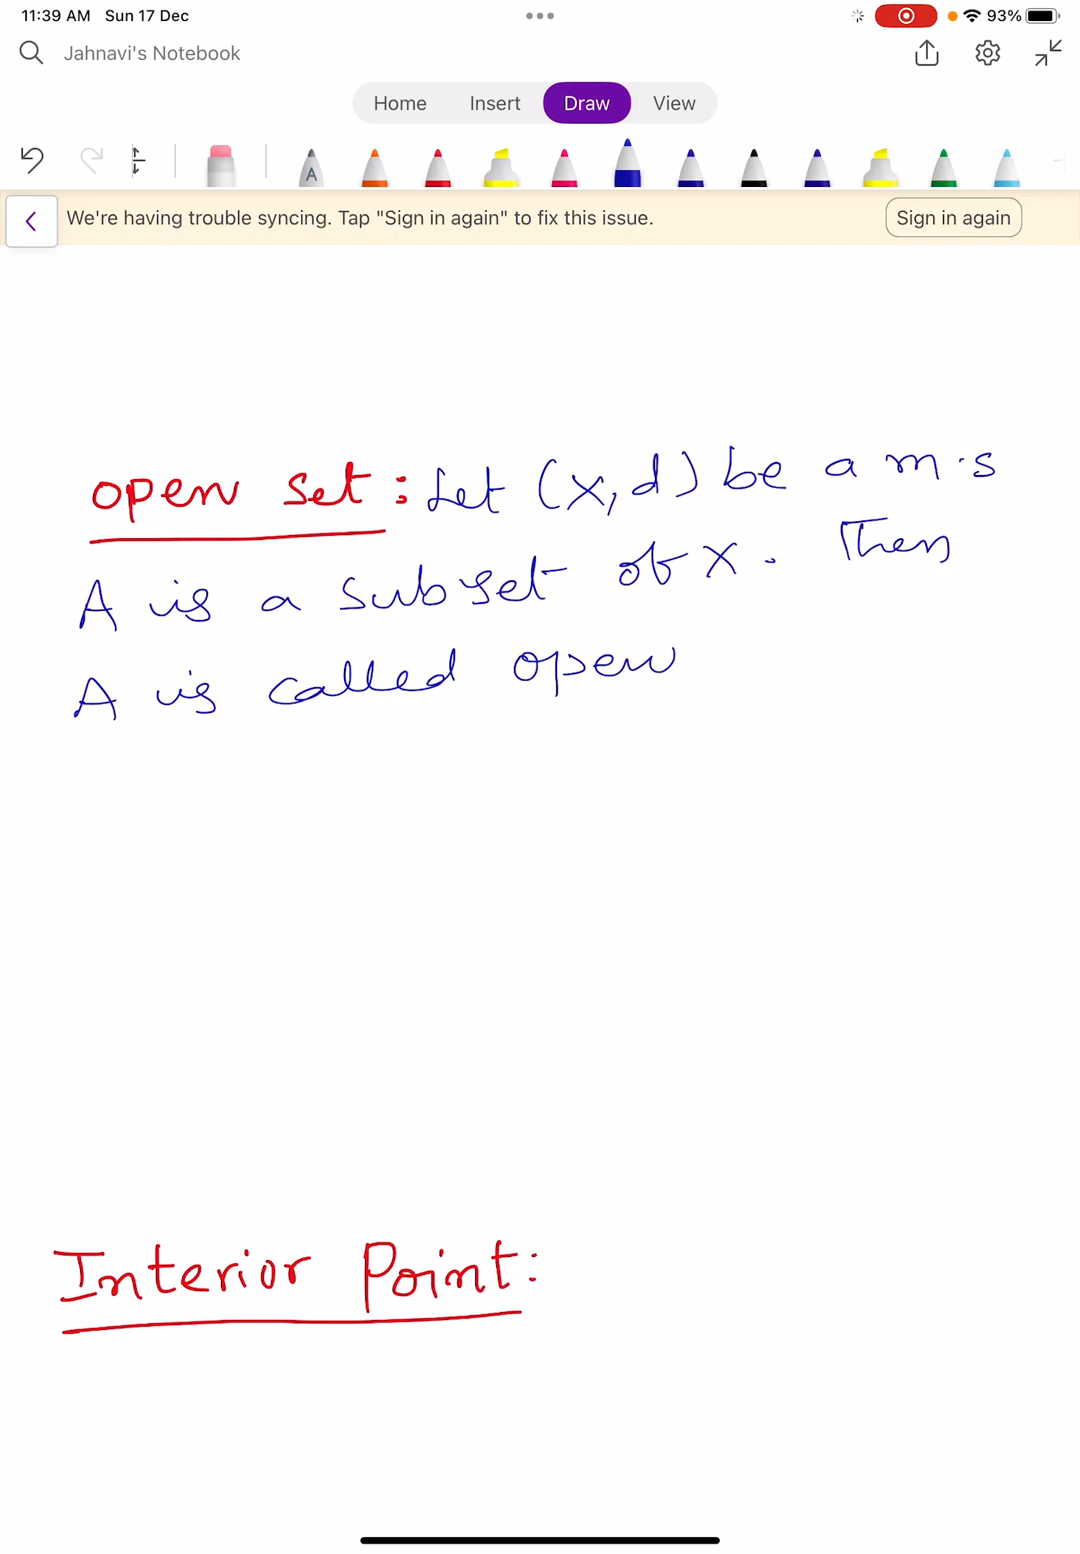 11:39 AM Sun 17 Dec
93%
Jahnavi's Notebook
Home Insert Draw View
A
We're having trouble syncing. Tap "Sign in again" to fix this issue. Sign in again
open set : Let (X, d) be a m.s
A is a subset of X. Then
A is called open
Interior Point: